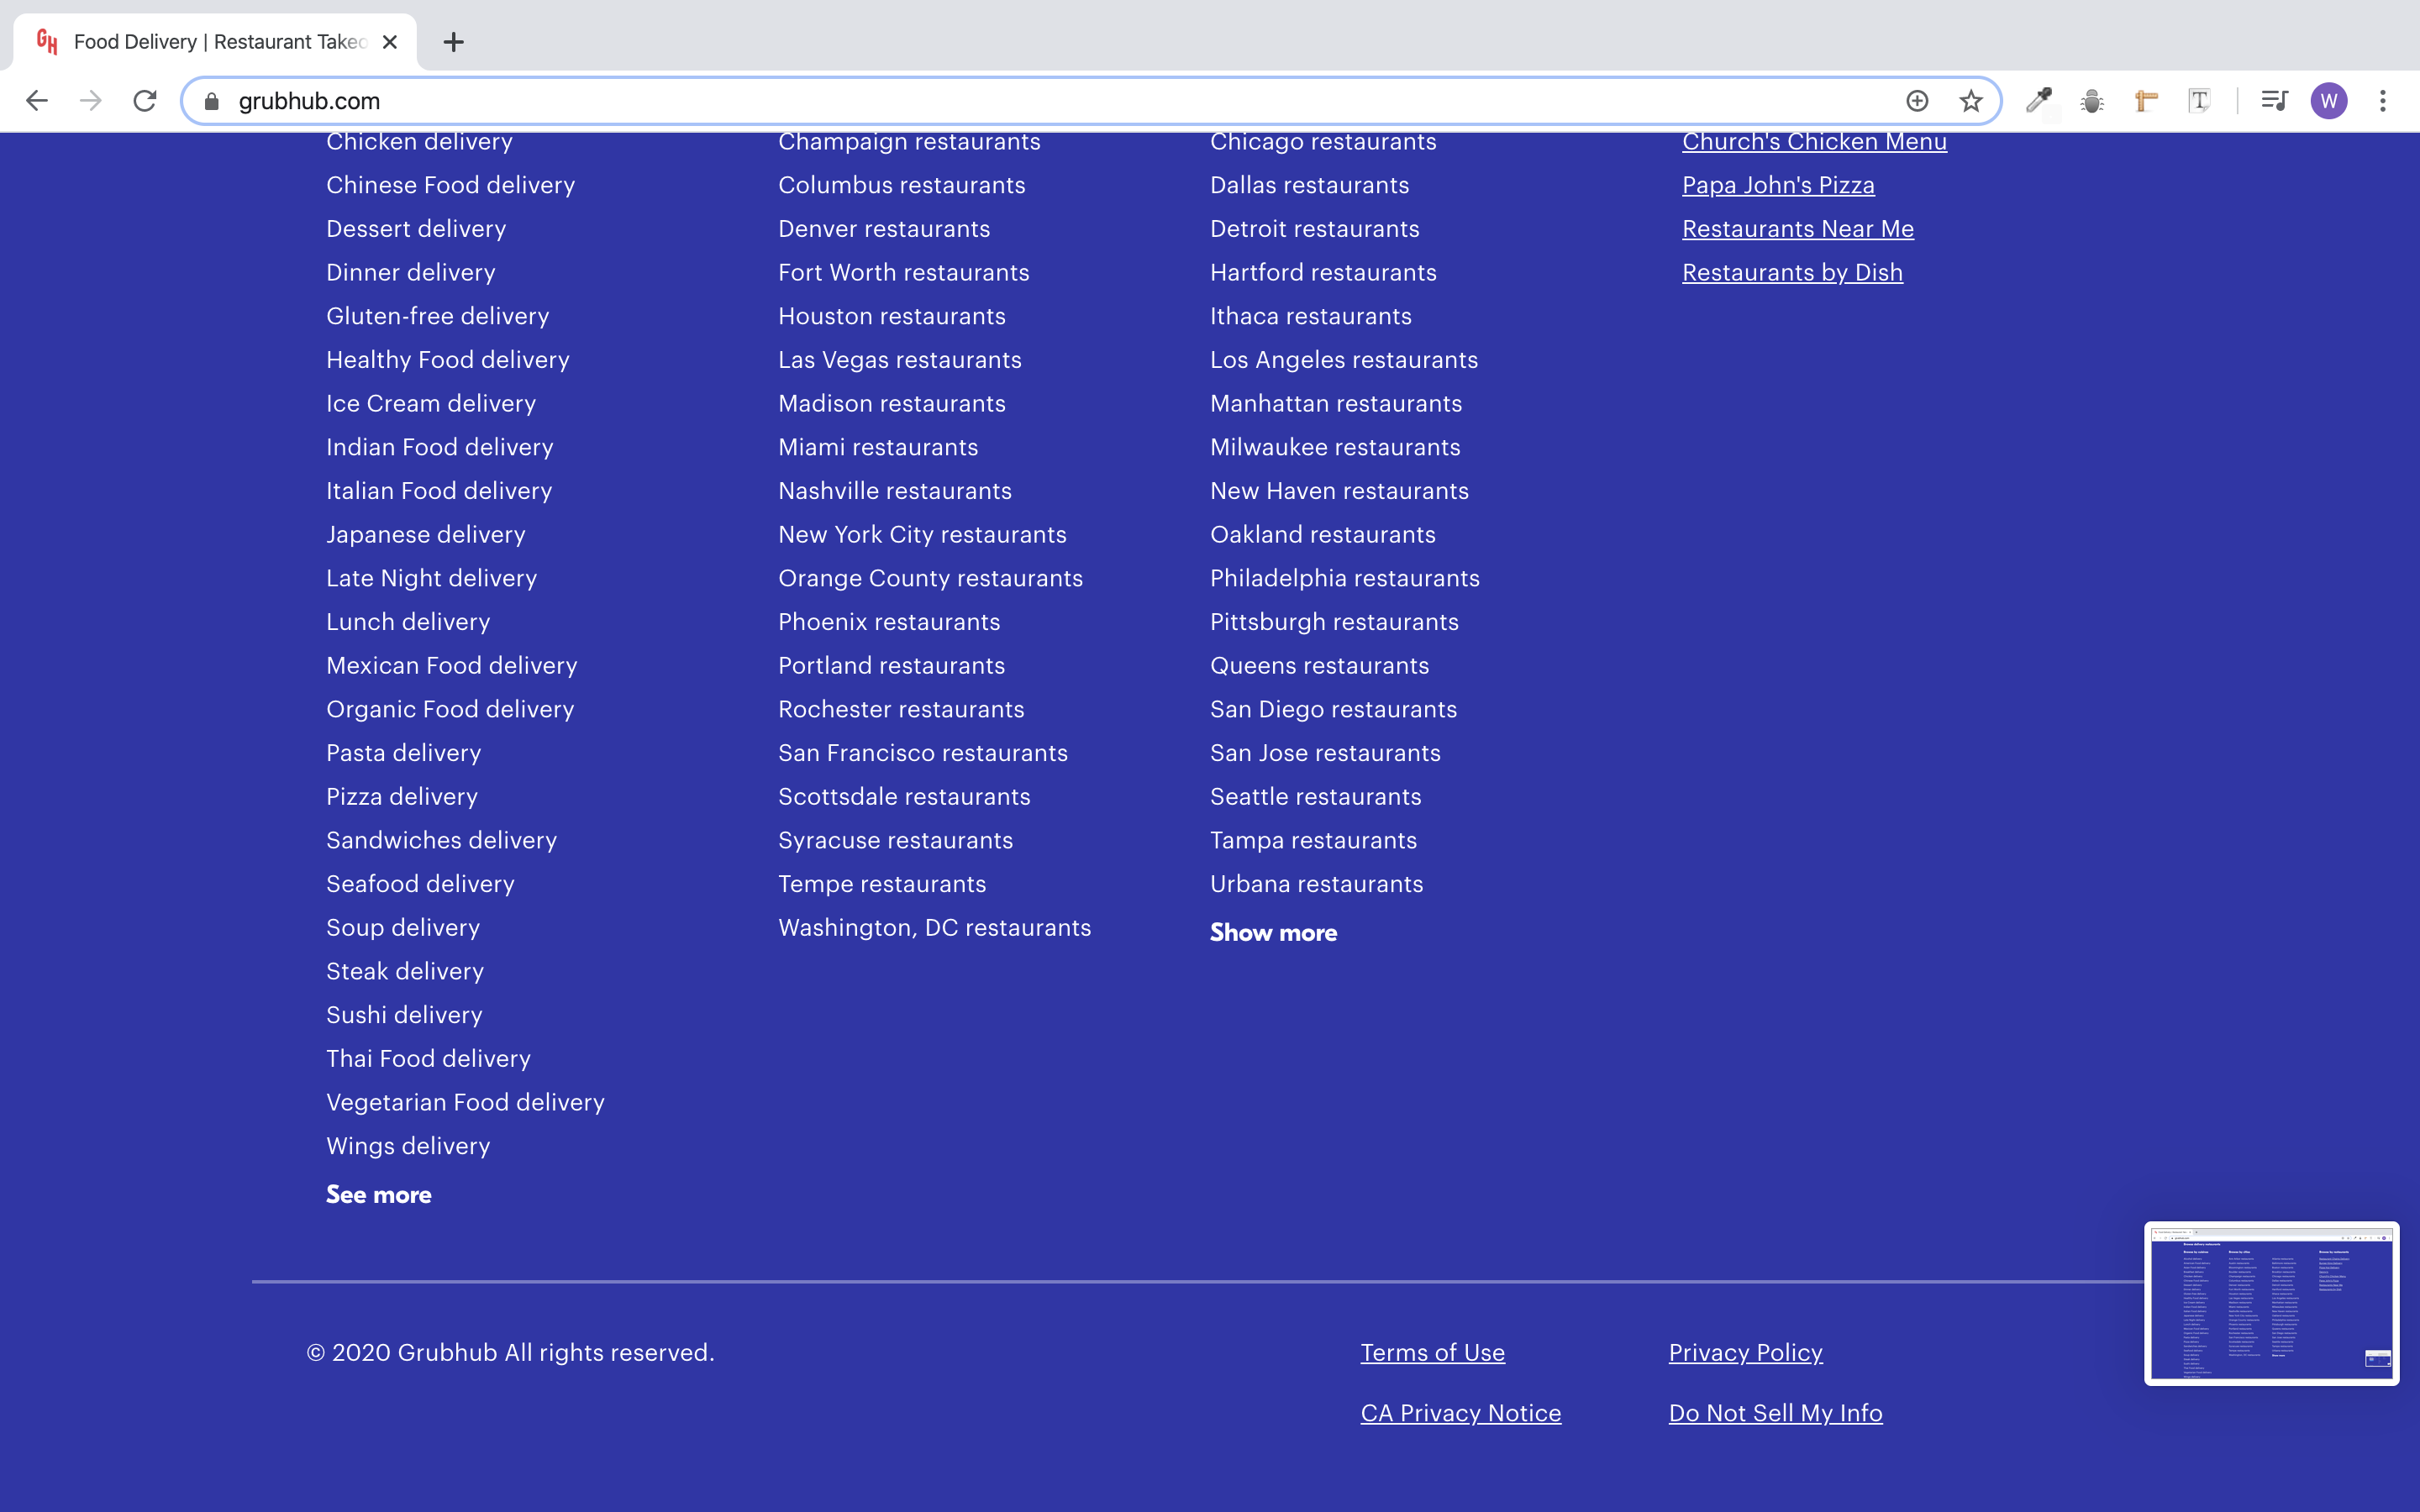 Food Delivery | Restaurant Takeo
grubhub.com
W
Chicken delivery
Chinese Food delivery
Dessert delivery
Dinner delivery
Gluten-free delivery
Healthy Food delivery
Ice Cream delivery
Indian Food delivery
Italian Food delivery
Japanese delivery
Late Night delivery
Lunch delivery
Mexican Food delivery
Organic Food delivery
Pasta delivery
Pizza delivery
Sandwiches delivery
Seafood delivery
Soup delivery
Steak delivery
Sushi delivery
Thai Food delivery
Vegetarian Food delivery
Wings delivery
See more
Champaign restaurants
Columbus restaurants
Denver restaurants
Fort Worth restaurants
Houston restaurants
Las Vegas restaurants
Madison restaurants
Miami restaurants
Nashville restaurants
New York City restaurants
Orange County restaurants
Phoenix restaurants
Portland restaurants
Rochester restaurants
San Francisco restaurants
Scottsdale restaurants
Syracuse restaurants
Tempe restaurants
Washington, DC restaurants
Chicago restaurants
Dallas restaurants
Detroit restaurants
Hartford restaurants
Ithaca restaurants
Los Angeles restaurants
Manhattan restaurants
Milwaukee restaurants
New Haven restaurants
Oakland restaurants
Philadelphia restaurants
Pittsburgh restaurants
Queens restaurants
San Diego restaurants
San Jose restaurants
Seattle restaurants
Tampa restaurants
Urbana restaurants
Show more
Church's Chicken Menu
Papa John's Pizza
Restaurants Near Me
Restaurants by Dish
© 2020 Grubhub All rights reserved.
Terms of Use
Privacy Policy
CA Privacy Notice
Do Not Sell My Info